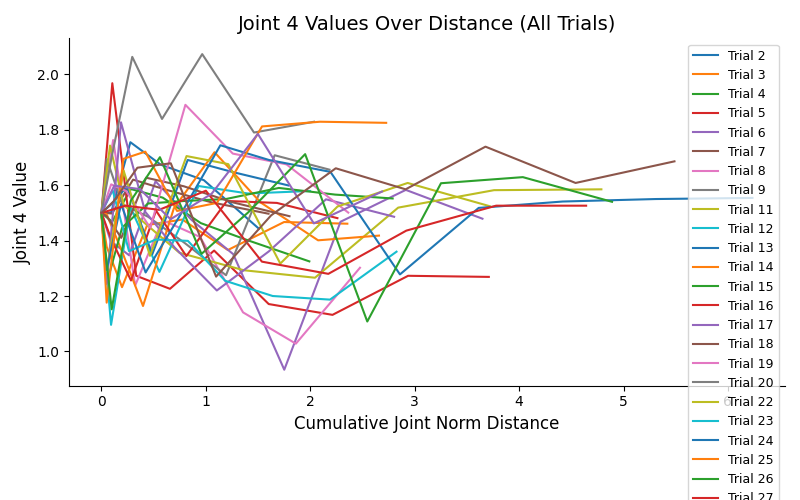 Joint 4 Values Over Distance (All Trials)
Joint 4 Value
2.0
1.8
1.6
1.4
1.2
1.0
0
1
2
3
4
5
6
Cumulative Joint Norm Distance
Trial 2
Trial 3
Trial 4
Trial 5
Trial 6
Trial 7
Trial 8
Trial 9
Trial 11
Trial 12
Trial 13
Trial 14
Trial 15
Trial 16
Trial 17
Trial 18
Trial 19
Trial 20
Trial 22
Trial 23
Trial 24
Trial 25
Trial 26
Trial 27